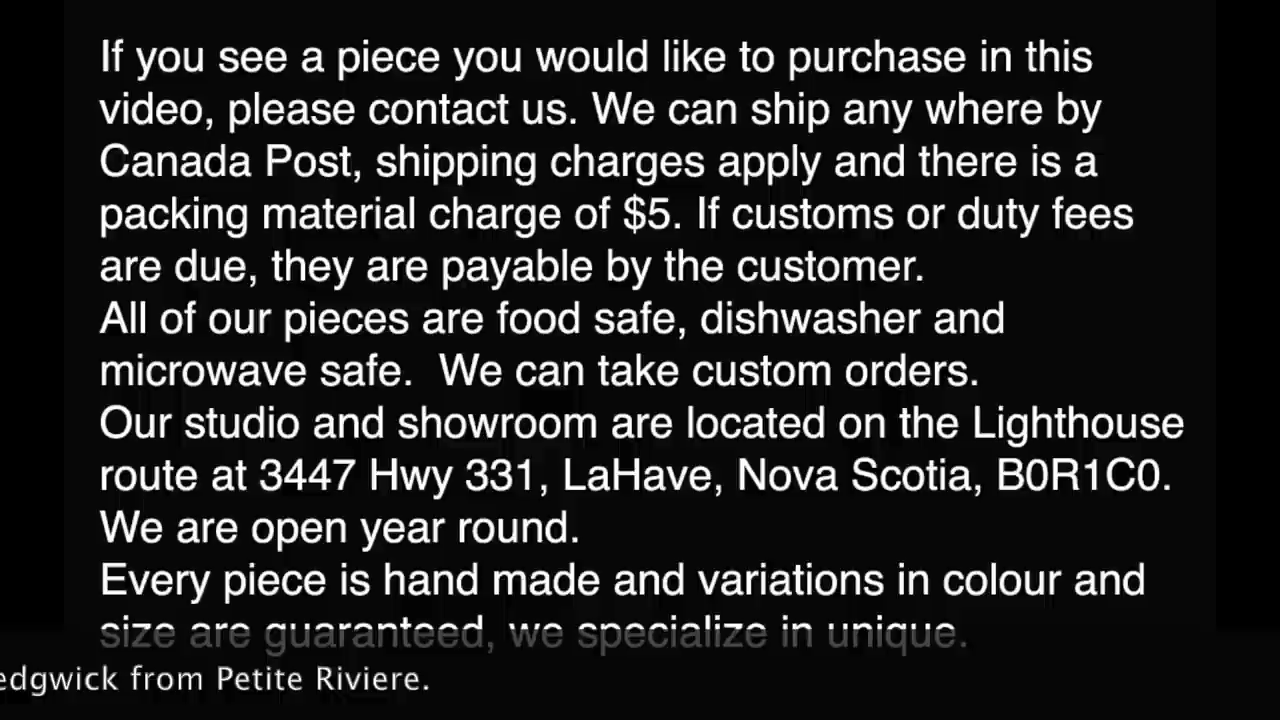 If you see a piece you would like to purchase in this
video, please contact us. We can ship any where by
Canada Post, shipping charges apply and there is a
packing material charge of $5. If customs or duty fees
are due, they are payable by the customer.
All of our pieces are food safe, dishwasher and
microwave safe.  We can take custom orders.
Our studio and showroom are located on the Lighthouse
route at 3447 Hwy 331, LaHave, Nova Scotia, B0R1C0.
We are open year round.
Every piece is hand made and variations in colour and
size are guaranteed, we specialize in unique.
edgwick from Petite Riviere.